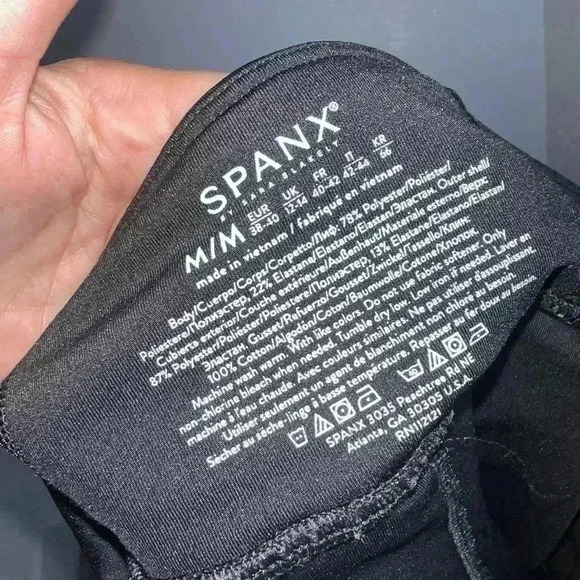 SPANX®
BY SARA BLAKELY
M/M EUR 38-40 UK 12-14 FR 40-42 IT 42-44 KR 66
made in vietnam / fabriqué en vietnam
Body/Cuerpo/Corps/Corpetto/Лиф: 78% Polyester/Poliéster/
Poliestere/Полиэстер, 22% Elastane/Elastano/Elastan/Эластан. Outer shell/
Cubierta exterior/Couche extérieure/Außenhaut/Materiale esterno/Верх:
87% Polyester/Poliéster/Poliestere/Полиэстер, 13% Elastane/Elastano/Elastan/
Эластан. Gusset/Refuerzo/Gousset/Zwickel/Tassello/Клинт
100% Cotton/Algodón/Coton/Baumwolle/Cotone/Хлопок
Machine wash warm. With like colors. Do not use fabric softener. Only
non-chlorine bleach when needed. Tumble dry low. Low iron if needed. Laver en
machine à l'eau tiède. Avec couleurs similaires. Ne pas utiliser d'assouplissant.
Utiliser seulement un agent de blanchiment non chloré en besoin.
Sécher au sèche-linge à basse température. Repasser au fer doux au besoin.
SPANX 3035 Peachtree Rd NE
Atlanta, GA 30305 U.S.A.